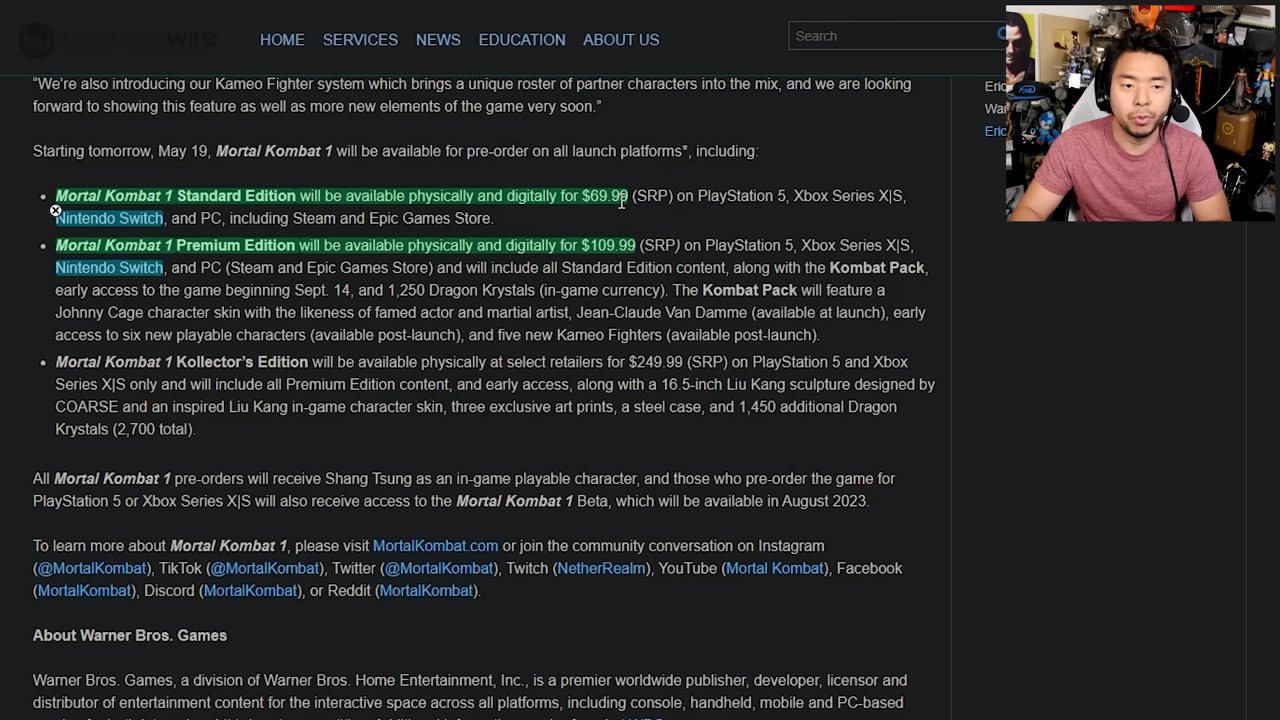 businesswire
HOME SERVICES NEWS EDUCATION ABOUT US
Search
“We’re also introducing our Kameo Fighter system which brings a unique roster of partner characters into the mix, and we are looking
forward to showing this feature as well as more new elements of the game very soon.”
Starting tomorrow, May 19, Mortal Kombat 1 will be available for pre-order on all launch platforms*, including:
Mortal Kombat 1 Standard Edition will be available physically and digitally for $69.99 (SRP) on PlayStation 5, Xbox Series X|S,
Nintendo Switch, and PC, including Steam and Epic Games Store.
Mortal Kombat 1 Premium Edition will be available physically and digitally for $109.99 (SRP) on PlayStation 5, Xbox Series X|S,
Nintendo Switch, and PC (Steam and Epic Games Store) and will include all Standard Edition content, along with the Kombat Pack,
early access to the game beginning Sept. 14, and 1,250 Dragon Krystals (in-game currency). The Kombat Pack will feature a
Johnny Cage character skin with the likeness of famed actor and martial artist, Jean-Claude Van Damme (available at launch), early
access to six new playable characters (available post-launch), and five new Kameo Fighters (available post-launch).
Mortal Kombat 1 Kollector’s Edition will be available physically at select retailers for $249.99 (SRP) on PlayStation 5 and Xbox
Series X|S only and will include all Premium Edition content, and early access, along with a 16.5-inch Liu Kang sculpture designed by
COARSE and an inspired Liu Kang in-game character skin, three exclusive art prints, a steel case, and 1,450 additional Dragon
Krystals (2,700 total).
All Mortal Kombat 1 pre-orders will receive Shang Tsung as an in-game playable character, and those who pre-order the game for
PlayStation 5 or Xbox Series X|S will also receive access to the Mortal Kombat 1 Beta, which will be available in August 2023.
To learn more about Mortal Kombat 1, please visit MortalKombat.com or join the community conversation on Instagram
(@MortalKombat), TikTok (@MortalKombat), Twitter (@MortalKombat), Twitch (NetherRealm), YouTube (Mortal Kombat), Facebook
(MortalKombat), Discord (MortalKombat), or Reddit (MortalKombat).
About Warner Bros. Games
Warner Bros. Games, a division of Warner Bros. Home Entertainment, Inc., is a premier worldwide publisher, developer, licensor and
distributor of entertainment content for the interactive space across all platforms, including console, handheld, mobile and PC-based
Eric
War
Eric